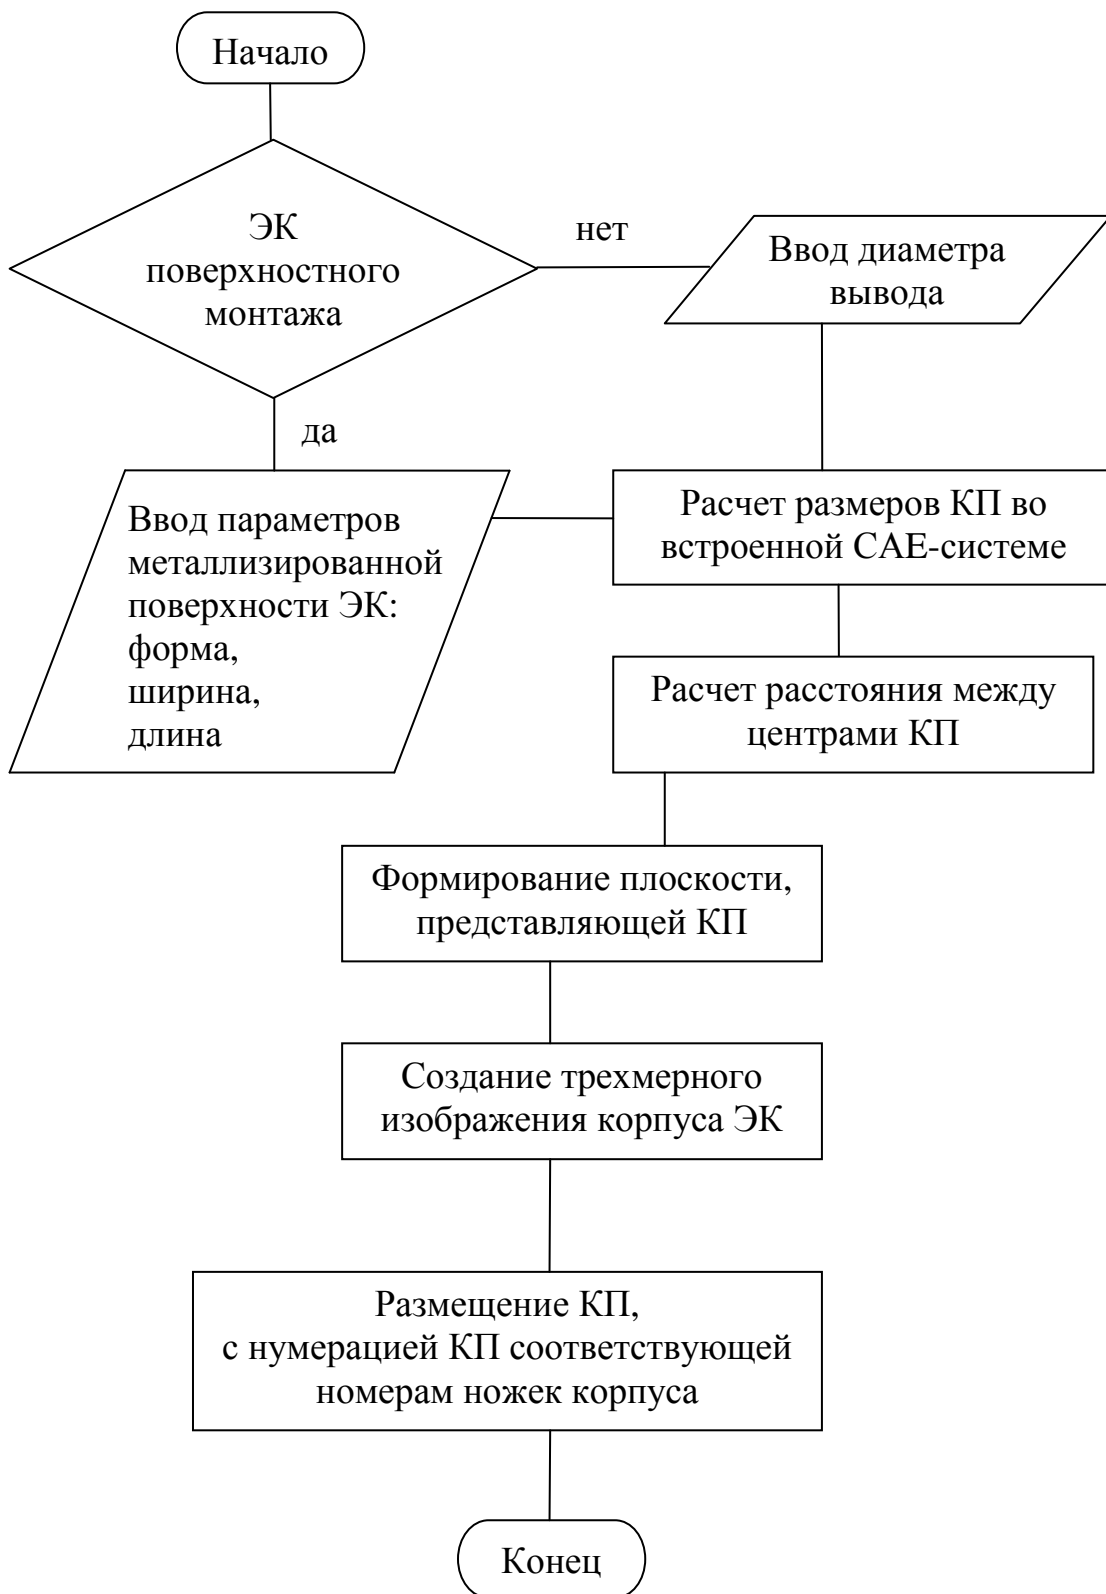 Начало
ЭК
поверхностного
монтажа
нет
Ввод диаметра
вывода
да
Ввод параметров
металлизированной
поверхности ЭК:
форма,
ширина,
длина
Расчет размеров КП во
встроенной САЕ-системе
Расчет расстояния между
центрами КП
Формирование плоскости,
представляющей КП
Создание трехмерного
изображения корпуса ЭК
Размещение КП,
с нумерацией КП соответствующей
номерам ножек корпуса
Конец